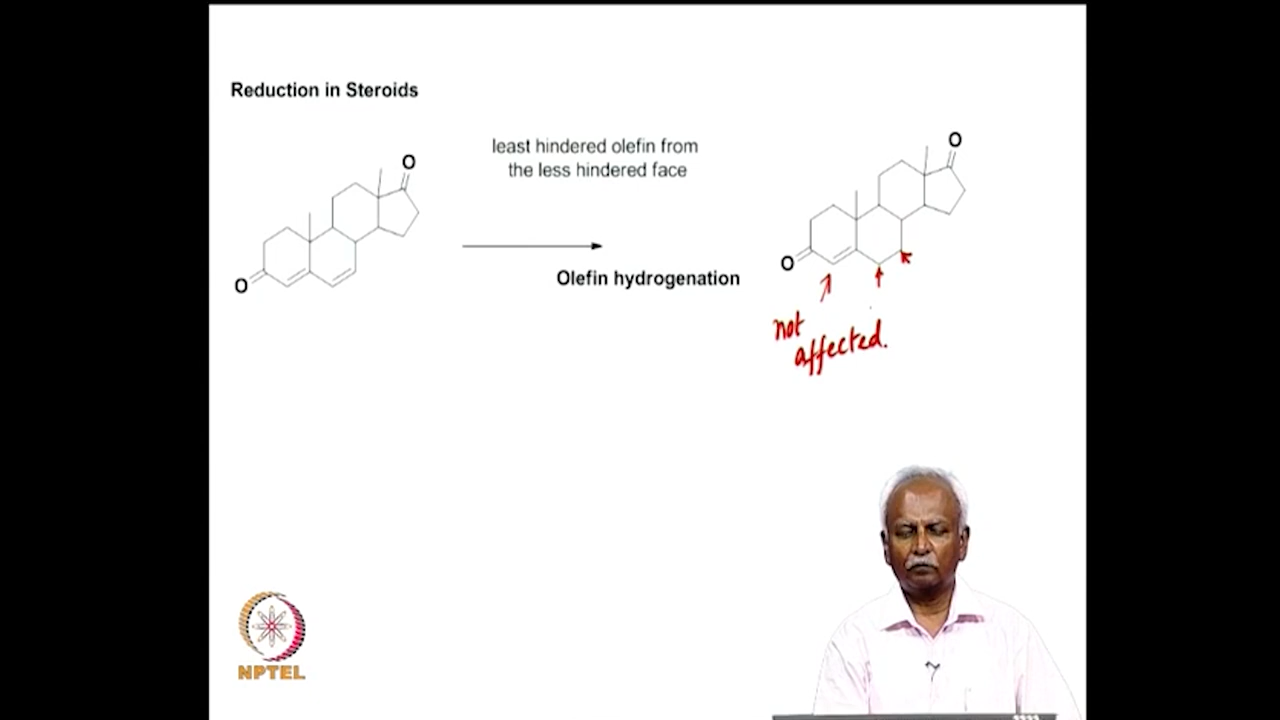 Reduction in Steroids
least hindered olefin from
the less hindered face
Olefin hydrogenation
O
O
O
O
not
affected.
NPTEL